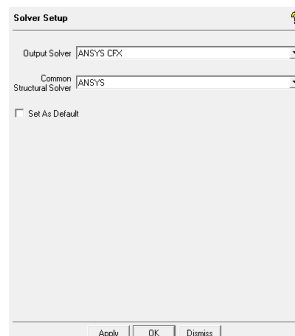 Solver Setup
Output Solver ANSYS CFX
Common
Structural Solver ANSYS
Set As Default
Apply OK Dismiss